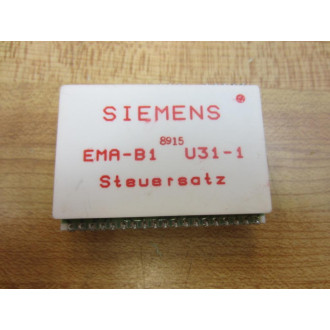 SIEMENS
8915
EMA-B1 U31-1
Steuersatz